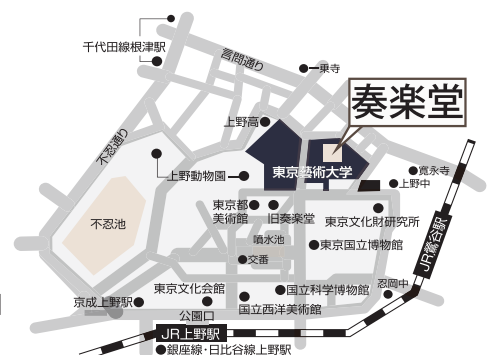 千代田線根津駅
言問通り
東寺
奏楽堂
不忍通り
上野高
上野動物園
東京藝術大学
寛永寺
上野中
東京都
美術館
旧奏楽堂
東京文化財研究所
不忍池
噴水池
東京国立博物館
JR鶯谷駅
交番
東京文化会館
国立科学博物館
忍岡中
京成上野駅
公園口
国立西洋美術館
JR上野駅
銀座線・日比谷線上野駅